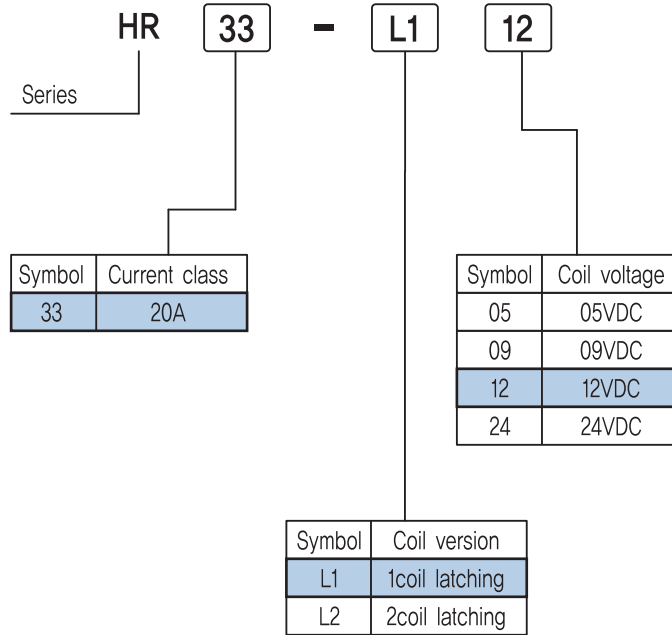 HR 33 - L1 12
Series
Symbol Current class
33 20A
Symbol Coil voltage
05 05VDC
09 09VDC
12 12VDC
24 24VDC
Symbol Coil version
L1 1coil latching
L2 2coil latching